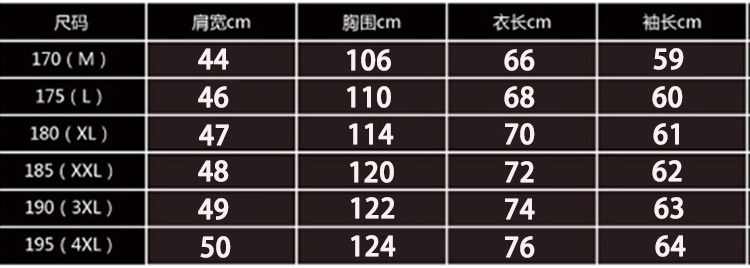 尺码 肩宽cm 胸围cm 衣长cm 袖长cm
170（M） 44 106 66 59
175（L） 46 110 68 60
180（XL） 47 114 70 61
185（XXL） 48 120 72 62
190（3XL） 49 122 74 63
195（4XL） 50 124 76 64